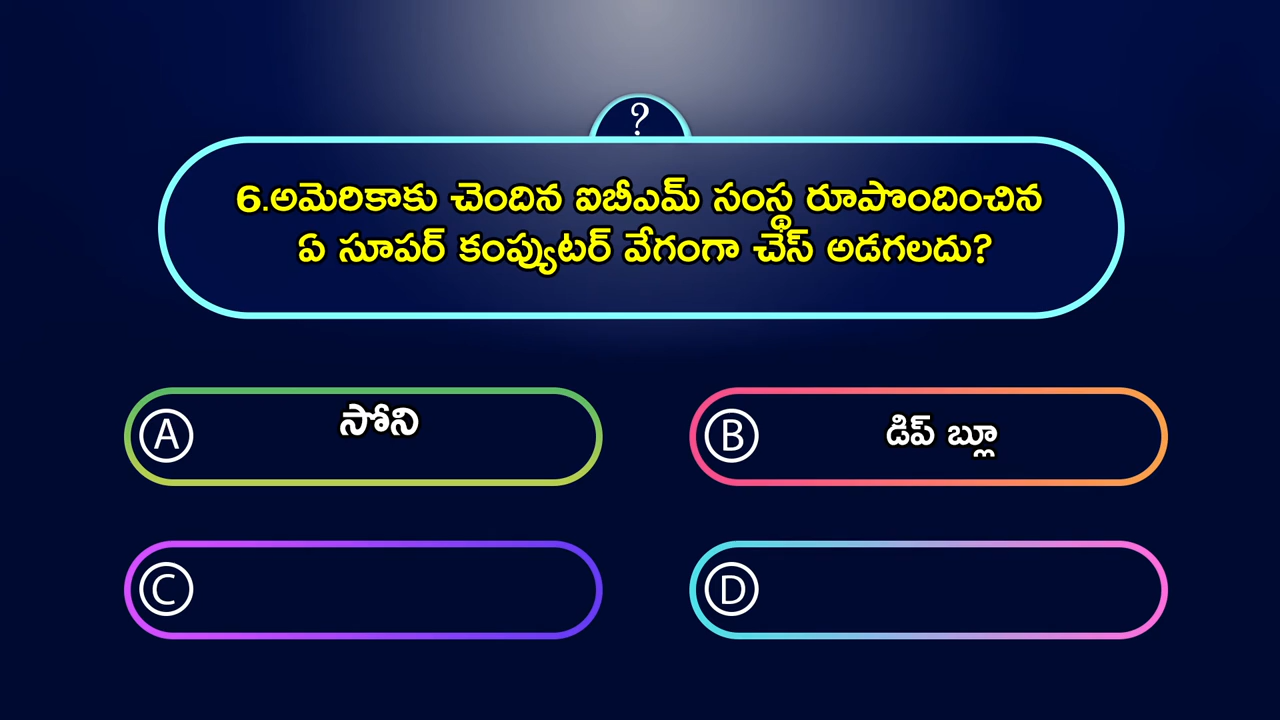 ?
6.అమెరికాకు చెందిన ఐబీఎమ్ సంస్థ రూపొందించిన
ఏ సూపర్ కంప్యుటర్ వేగంగా చెస్ అడగలదు?
A సోని
B డిప్ బ్లూ
C
D